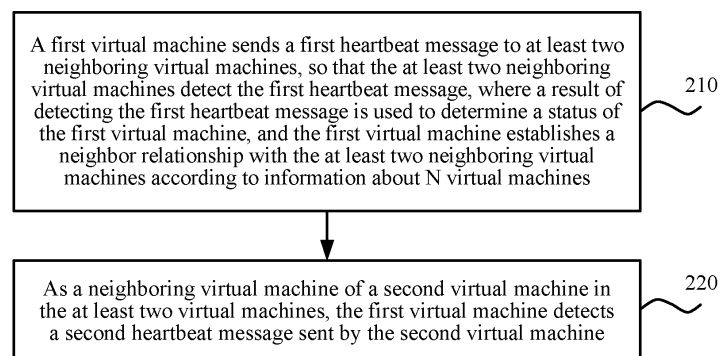 A first virtual machine sends a first heartbeat message to at least two
neighboring virtual machines, so that the at least two neighboring
virtual machines detect the first heartbeat message, where a result of
detecting the first heartbeat message is used to determine a status of
the first virtual machine, and the first virtual machine establishes a
neighbor relationship with the at least two neighboring virtual
machines according to information about N virtual machines
210
As a neighboring virtual machine of a second virtual machine in
the at least two virtual machines, the first virtual machine detects
a second heartbeat message sent by the second virtual machine
220